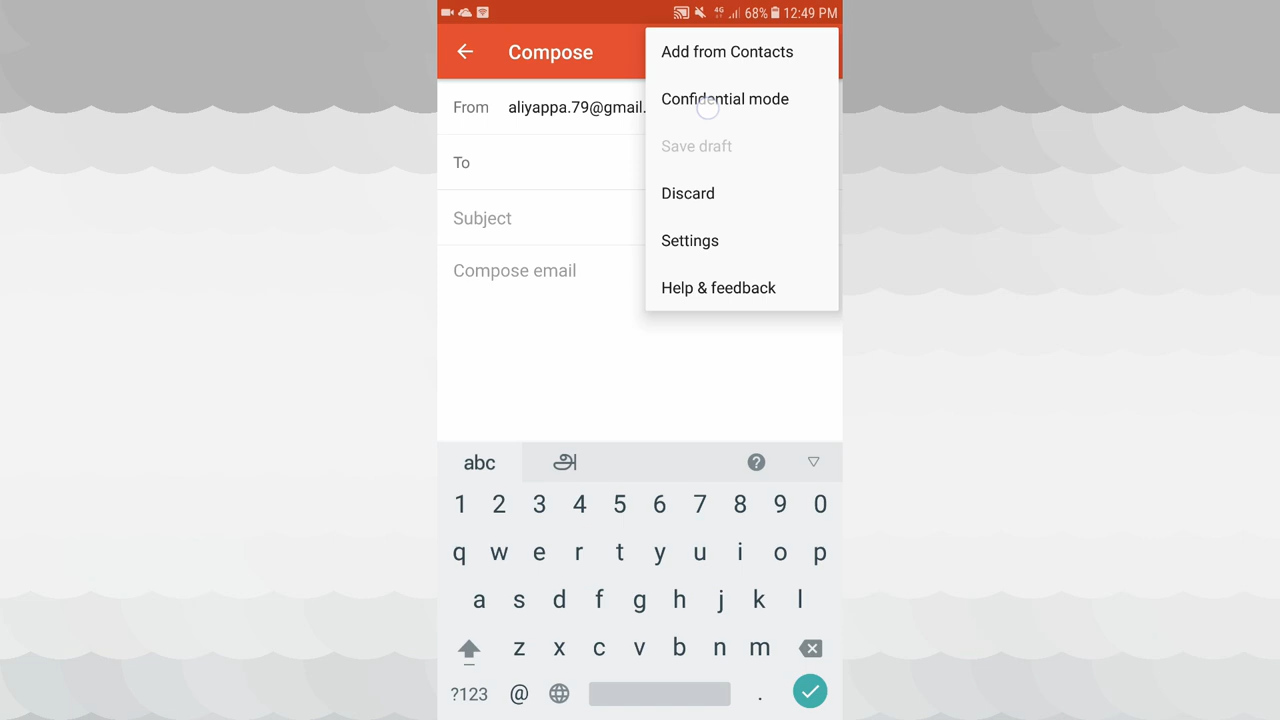 4G 68% 12:49 PM
Compose
From aliyappa.79@gmail.
To
Subject
Compose email
Add from Contacts
Confidential mode
Save draft
Discard
Settings
Help & feedback
abc அ ?
1 2 3 4 5 6 7 8 9 0
q w e r t y u i o p
a s d f g h j k l
z x c v b n m
?123 @ .